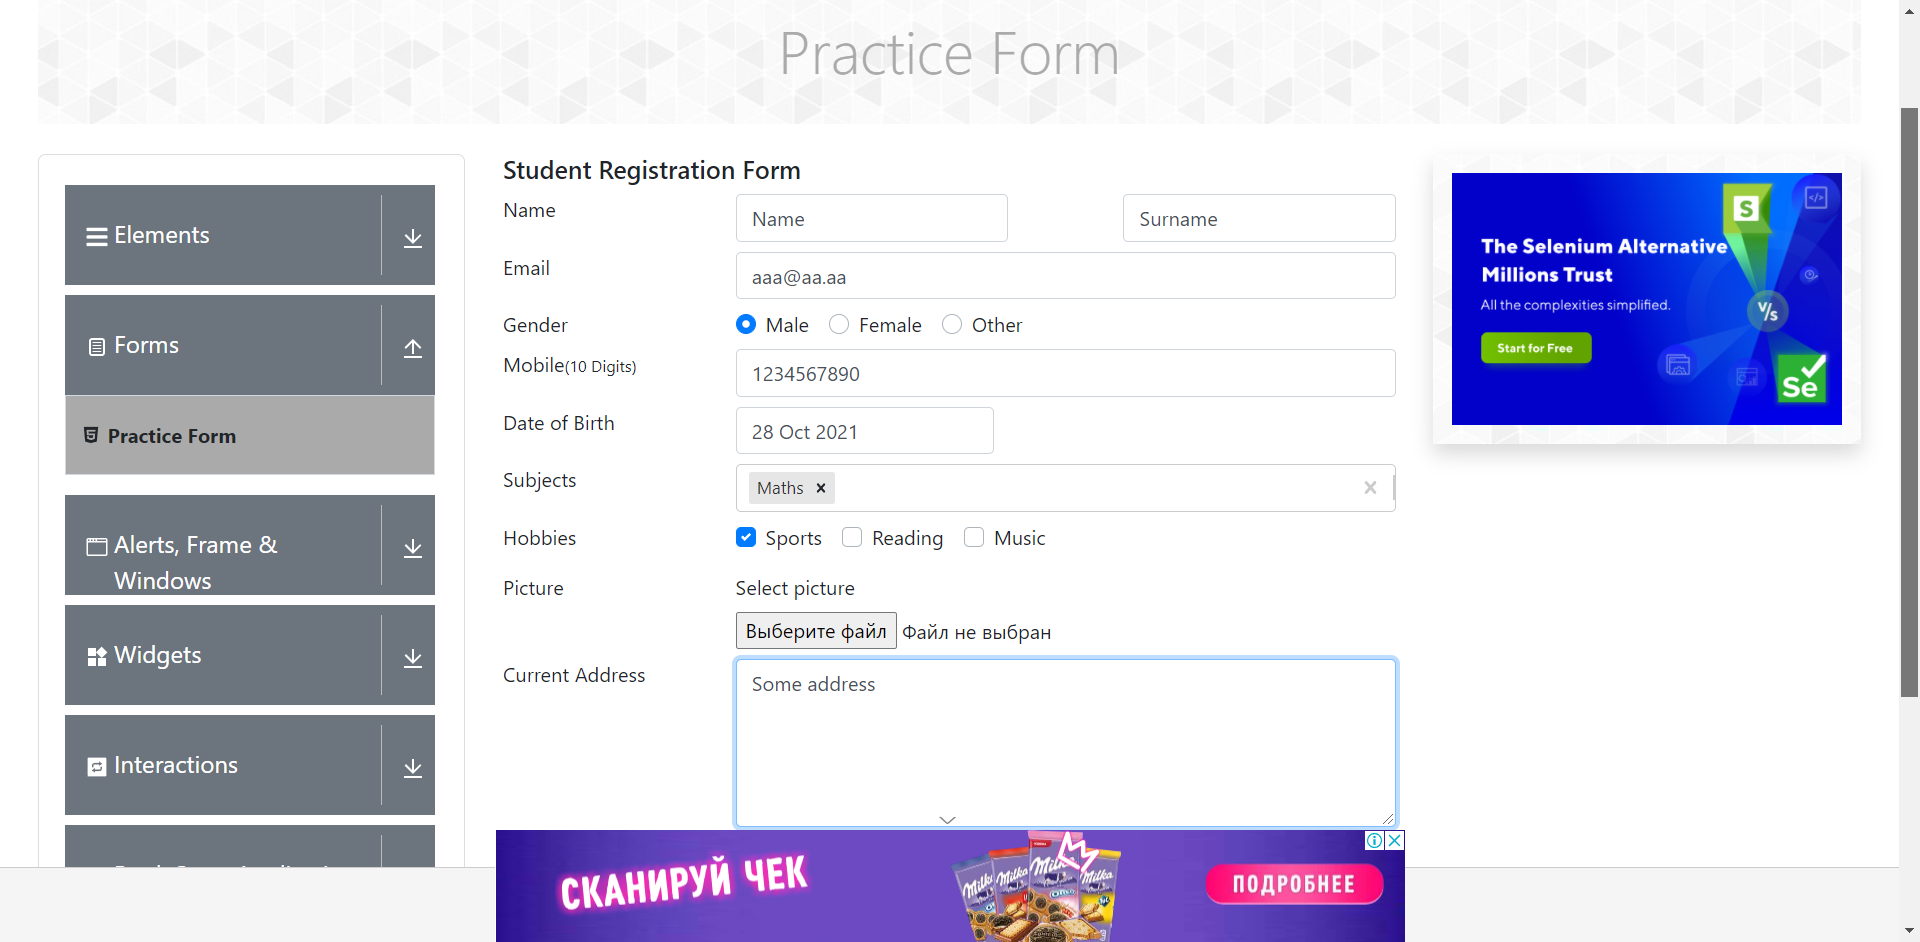 Practice Form
Elements
Forms
Practice Form
Alerts, Frame &
Windows
Widgets
Interactions
Student Registration Form
Name
Name
Surname
Email
aaa@aa.aa
Gender
Male
Female
Other
Mobile(10 Digits)
1234567890
Date of Birth
28 Oct 2021
Subjects
Maths
Hobbies
Sports
Reading
Music
Picture
Select picture
Выберите файл
Файл не выбран
Current Address
Some address
S
The Selenium Alternative
Millions Trust
All the complexities simplified.
Start for Free
V/s
Se
СКАНИРУЙ ЧЕК
Milka
Milka
Milka
Milka
ПОДРОБНЕЕ